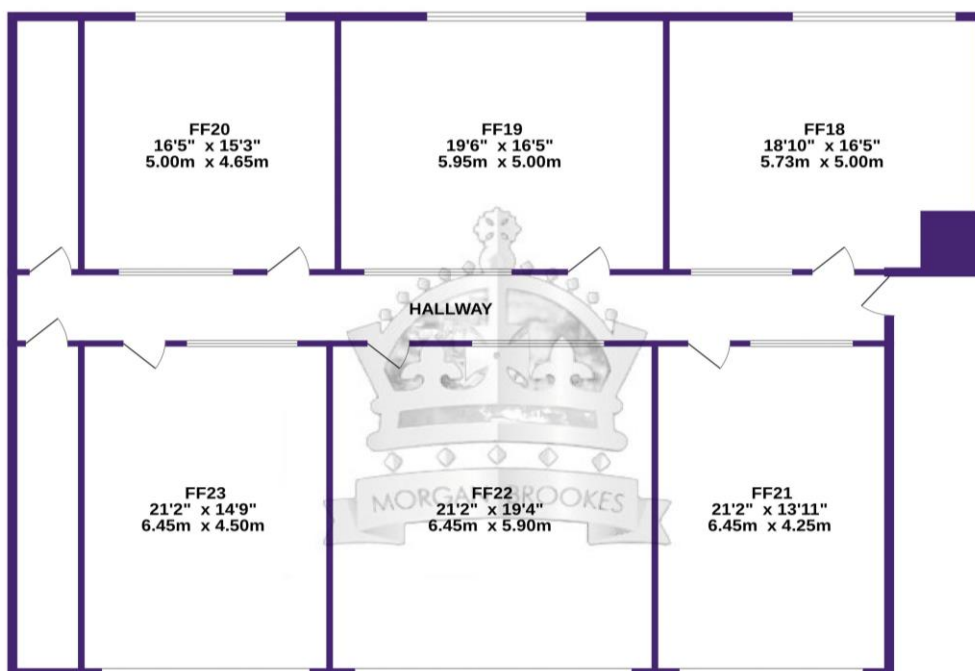 FF20
16'5" x 15'3"
5.00m x 4.65m
FF19
19'6" x 16'5"
5.95m x 5.00m
FF18
18'10" x 16'5"
5.73m x 5.00m
HALLWAY
FF23
21'2" x 14'9"
6.45m x 4.50m
FF22
21'2" x 19'4"
6.45m x 5.90m
FF21
21'2" x 13'11"
6.45m x 4.25m
MORGAN BROOKES